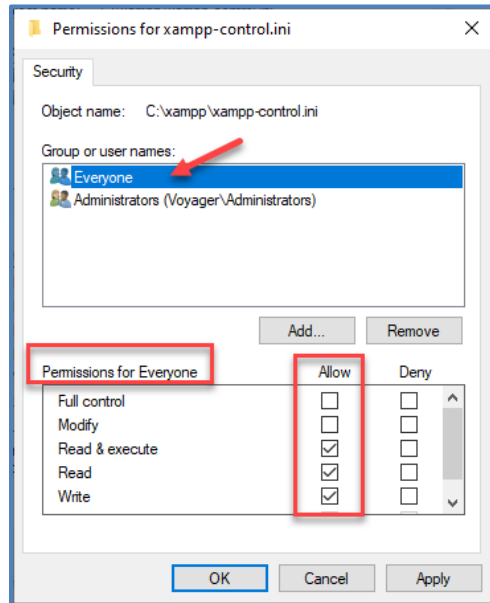 Permissions for xampp-control.ini
Security
Object name: C:\xampp\xampp-control.ini
Group or user names:
Everyone
Administrators (Voyager\Administrators)
Add... Remove
Permissions for Everyone Allow Deny
Full control
Modify
Read & execute
Read
Write
OK Cancel Apply